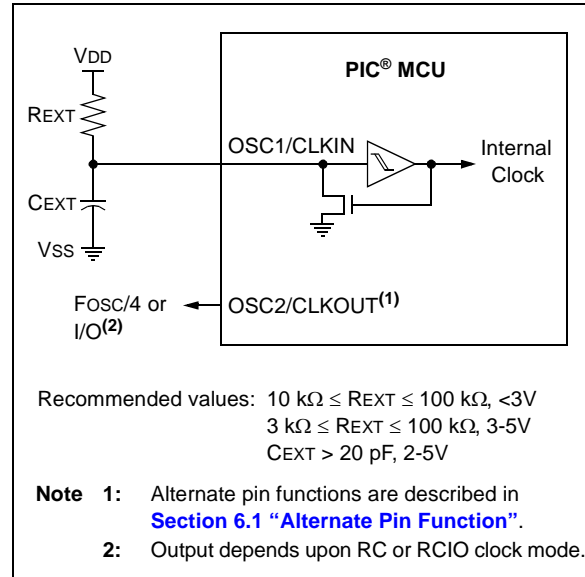 VDD
PIC® MCU
REXT
OSC1/CLKIN
Internal
Clock
CEXT
VSS
FOSC/4 or
I/O(2)
OSC2/CLKOUT(1)
Recommended values: 10 kΩ ≤ REXT ≤ 100 kΩ, <3V
3 kΩ ≤ REXT ≤ 100 kΩ, 3-5V
CEXT > 20 pF, 2-5V
Note 1: Alternate pin functions are described in
Section 6.1 “Alternate Pin Function”.
2: Output depends upon RC or RCIO clock mode.